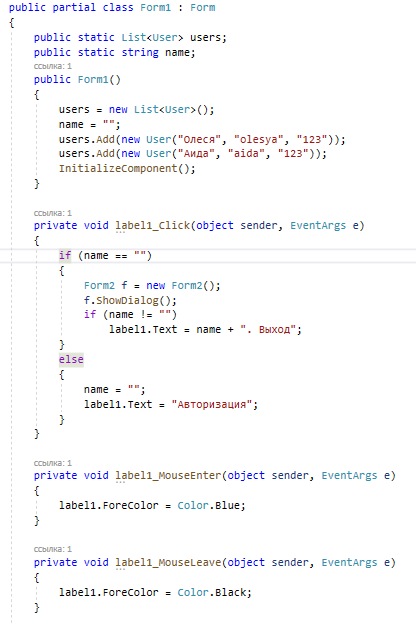 public partial class Form1 : Form
{
public static List<User> users;
public static string name;
ссылка: 1
public Form1()
{
users = new List<User>();
name = "";
users.Add(new User("Олеся", "olesya", "123"));
users.Add(new User("Аида", "aida", "123"));
InitializeComponent();
}
ссылка: 1
private void label1_Click(object sender, EventArgs e)
{
if (name == "")
{
Form2 f = new Form2();
f.ShowDialog();
if (name != "")
label1.Text = name + ". Выход";
}
else
{
name = "";
label1.Text = "Авторизация";
}
}
ссылка: 1
private void label1_MouseEnter(object sender, EventArgs e)
{
label1.ForeColor = Color.Blue;
}
ссылка: 1
private void label1_MouseLeave(object sender, EventArgs e)
{
label1.ForeColor = Color.Black;
}